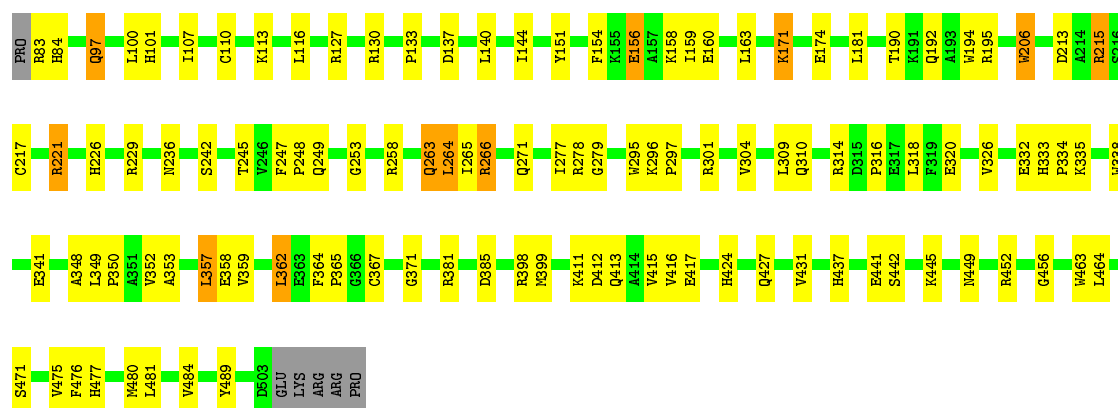 PRO R83 H84 Q97 L100 H101 I107 C110 K113 L116 R127 R130 P133 D137 L140 I144 Y151 F154 K155 E156 A157 K158 I159 E160 L163 K171 E174 L181 T190 K191 Q192 A193 W194 R195 W206 D213 A214 R215 S216
C217 R221 H226 R229 N236 S242 T245 V246 F247 P248 Q249 G253 R258 Q263 L264 I265 R266 Q271 I277 R278 G279 W295 K296 P297 R301 V304 L309 Q310 R314 D315 P316 E317 L318 F319 E320 V326 E332 H333 P334 K335 W338
E341 A348 L349 P350 A351 V352 A353 L357 E358 V359 L362 E363 F364 P365 G366 C367 G371 R381 D385 R398 M399 K411 D412 Q413 A414 V415 V416 E417 H424 Q427 V431 H437 E441 S442 K445 N449 R452 G456 W463 L464
S471 V475 F476 H477 M480 L481 V484 Y489 D503 GLU LYS ARG ARG PRO